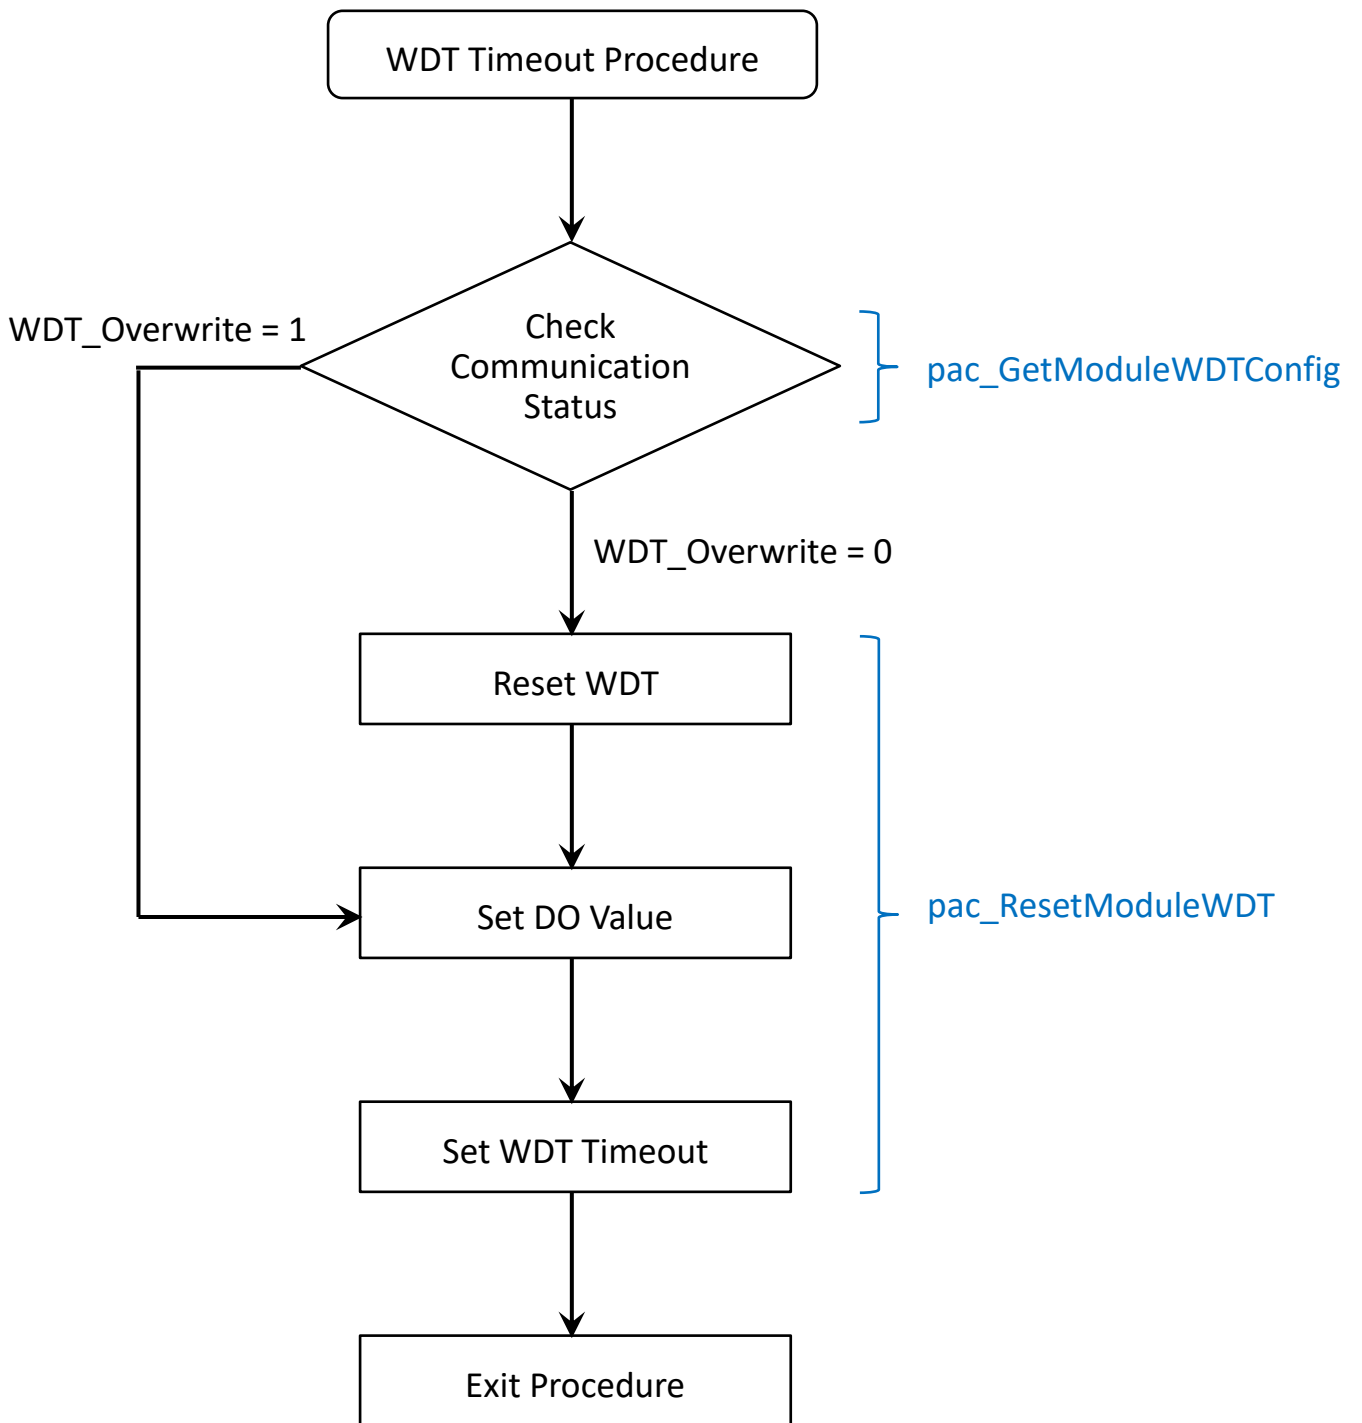 WDT Timeout Procedure
WDT_Overwrite = 1
Check
Communication
Status
pac_GetModuleWDTConfig
WDT_Overwrite = 0
Reset WDT
Set DO Value
pac_ResetModuleWDT
Set WDT Timeout
Exit Procedure